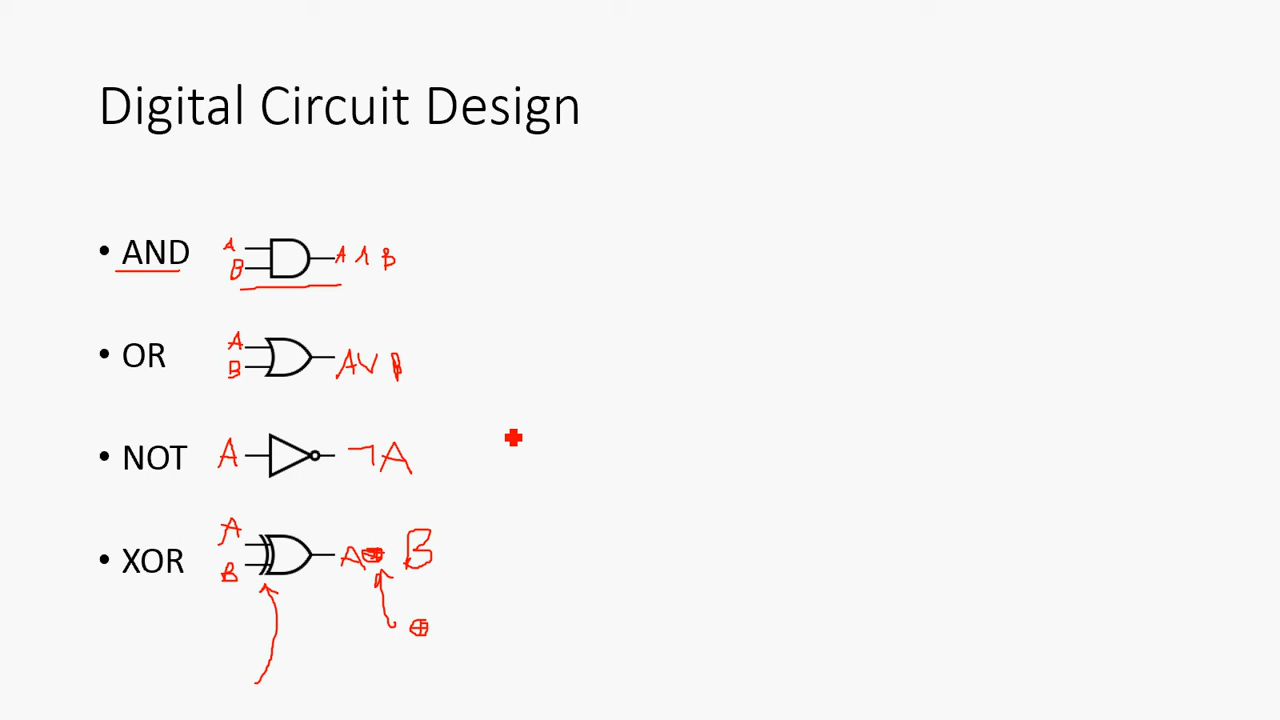 Digital Circuit Design
• AND A B A ∧ B
• OR A B A ∨ B
• NOT A ¬A
• XOR A B A ⊕ B
⊕